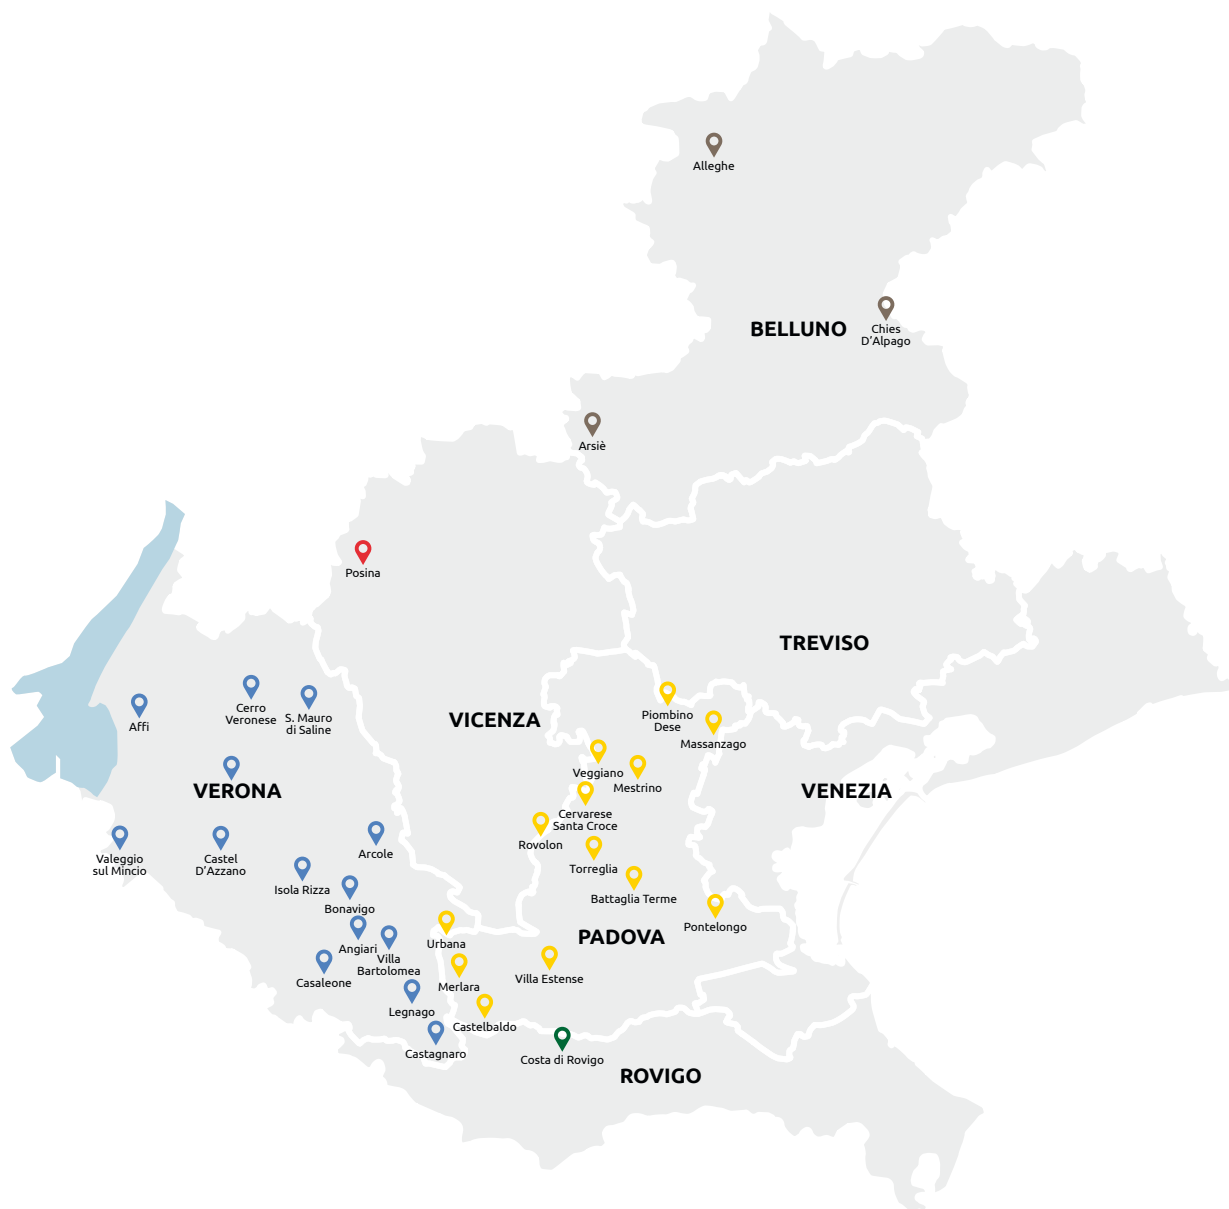 Alleghe
BELLUNO
Chies
D'Alpago
Arsiè
Posina
TREVISO
Cerro
Veronese
S. Mauro
di Saline
Affi
VICENZA
Piombino
Dese
Massanzago
Veggiano
Mestrino
VERONA
VENEZIA
Cervarese
Santa Croce
Rovolon
Arcole
Valeggio
sul Mincio
Castel
D'Azzano
Torreglia
Isola Rizza
Battaglia Terme
Bonavigo
Pontelongo
PADOVA
Urbana
Angiari
Villa
Bartolomea
Villa Estense
Casaleone
Merlara
Legnago
Castelbaldo
Castagnaro
Costa di Rovigo
ROVIGO